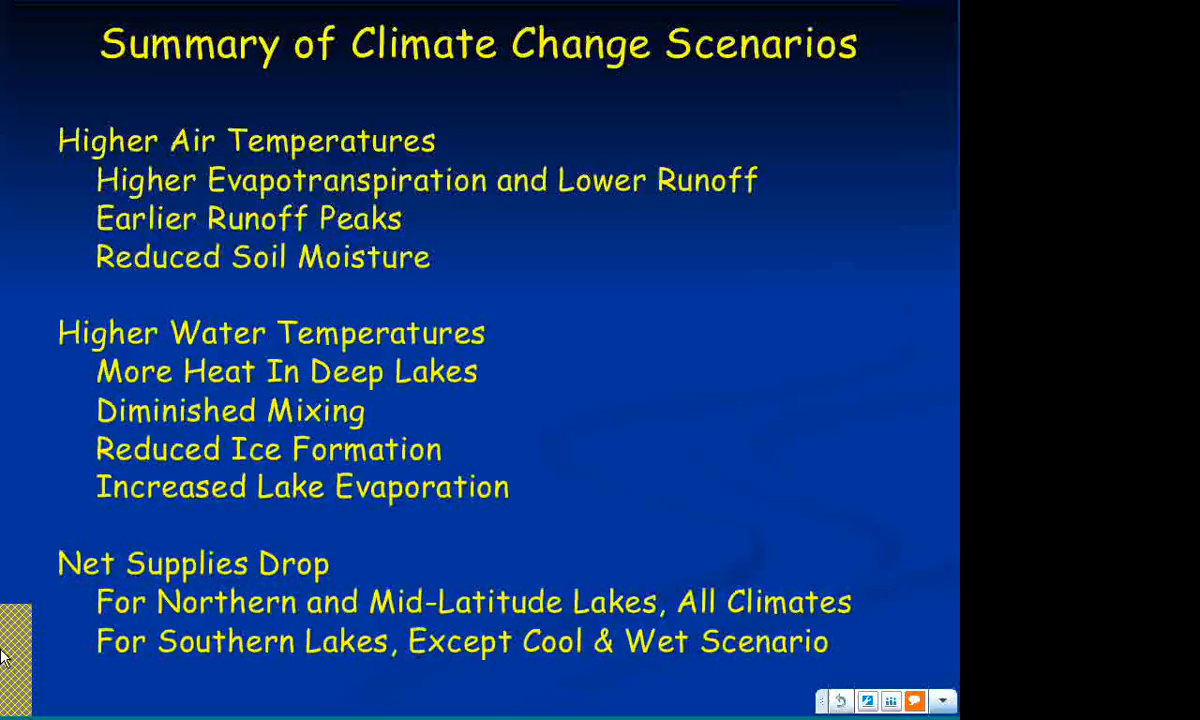 Summary of Climate Change Scenarios
Higher Air Temperatures
Higher Evapotranspiration and Lower Runoff
Earlier Runoff Peaks
Reduced Soil Moisture
Higher Water Temperatures
More Heat In Deep Lakes
Diminished Mixing
Reduced Ice Formation
Increased Lake Evaporation
Net Supplies Drop
For Northern and Mid-Latitude Lakes, All Climates
For Southern Lakes, Except Cool & Wet Scenario